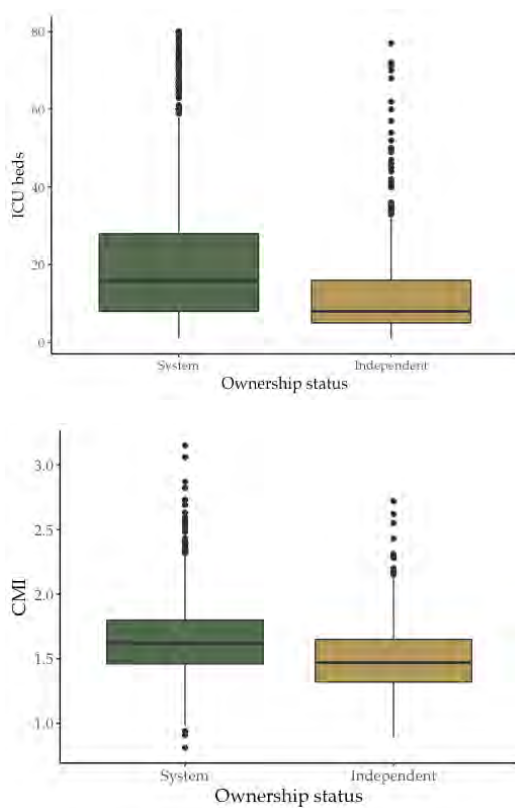 80
60
ICU beds
40
20
0
System Independent
Ownership status
3.0
2.5
CMI
2.0
1.5
1.0
System Independent
Ownership status